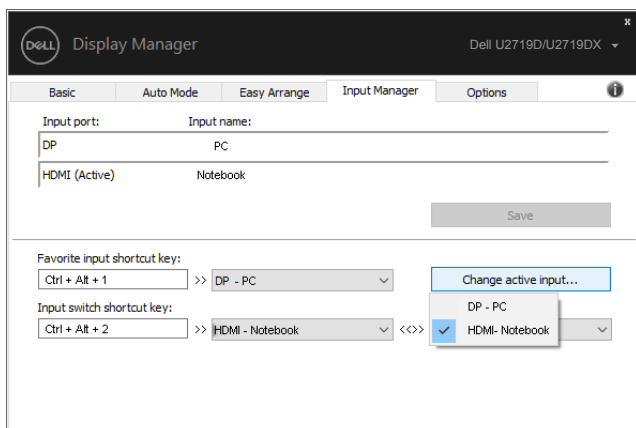 DELL Display Manager Dell U2719D/U2719DX
x
Basic Auto Mode Easy Arrange Input Manager Options i
Input port: Input name:
DP PC
HDMI (Active) Notebook
Save
Favorite input shortcut key:
Ctrl + Alt + 1 >> DP - PC Change active input...
DP - PC
Input switch shortcut key:
Ctrl + Alt + 2 >> HDMI - Notebook <<>> HDMI- Notebook